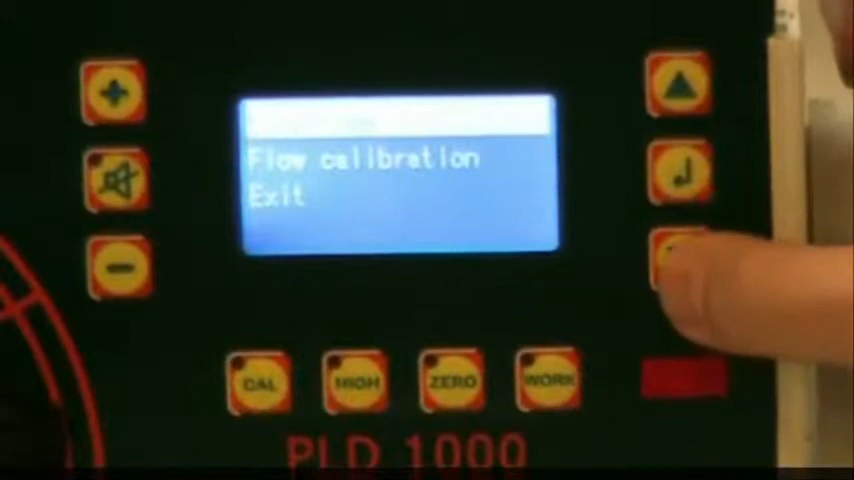 Flow calibration
Exit
CAL
HIGH
ZERO
WORK
PLD 1000